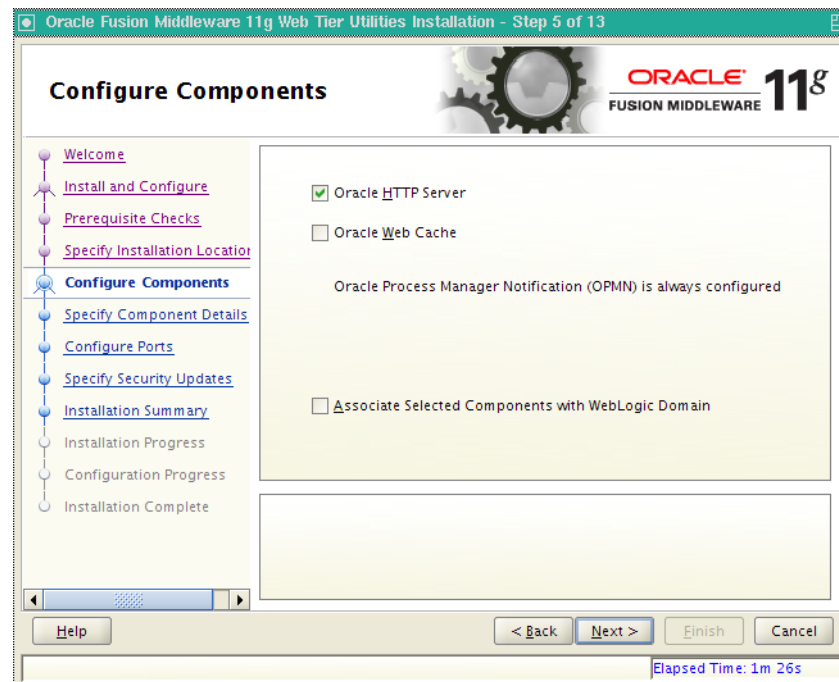 Oracle Fusion Middleware 11g Web Tier Utilities Installation - Step 5 of 13
Configure Components
ORACLE
FUSION MIDDLEWARE
11g
Welcome
Install and Configure
Prerequisite Checks
Specify Installation Location
Configure Components
Specify Component Details
Configure Ports
Specify Security Updates
Installation Summary
Installation Progress
Configuration Progress
Installation Complete
Oracle HTTP Server
Oracle Web Cache
Oracle Process Manager Notification (OPMN) is always configured
Associate Selected Components with WebLogic Domain
Help
< Back
Next >
Finish
Cancel
Elapsed Time: 1m 26s